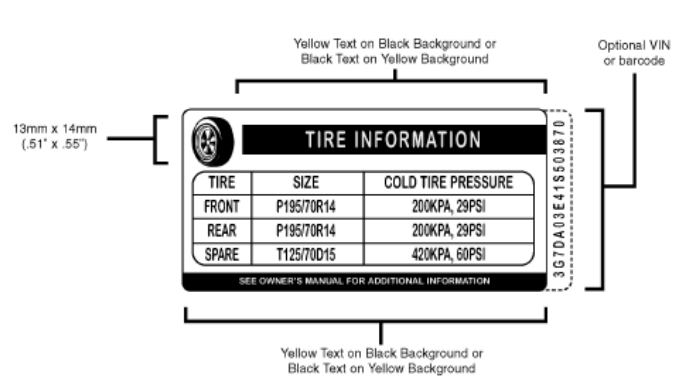 Yellow Text on Black Background or
Black Text on Yellow Background
Optional VIN
or barcode
13mm x 14mm
(.51" x .55")
TIRE INFORMATION
TIRE SIZE COLD TIRE PRESSURE
FRONT P195/70R14 200KPA, 29PSI
REAR P195/70R14 200KPA, 29PSI
SPARE T125/70D15 420KPA, 60PSI
SEE OWNER'S MANUAL FOR ADDITIONAL INFORMATION
3G7DA03E41S503870
Yellow Text on Black Background or
Black Text on Yellow Background